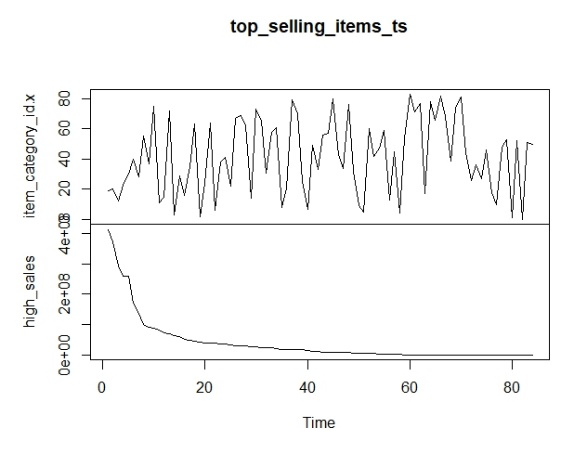 top_selling_items_ts
item_category_id.x
0 20 40 60 80
high_sales
0e+00 2e+08 4e+08
0 20 40 60 80
Time